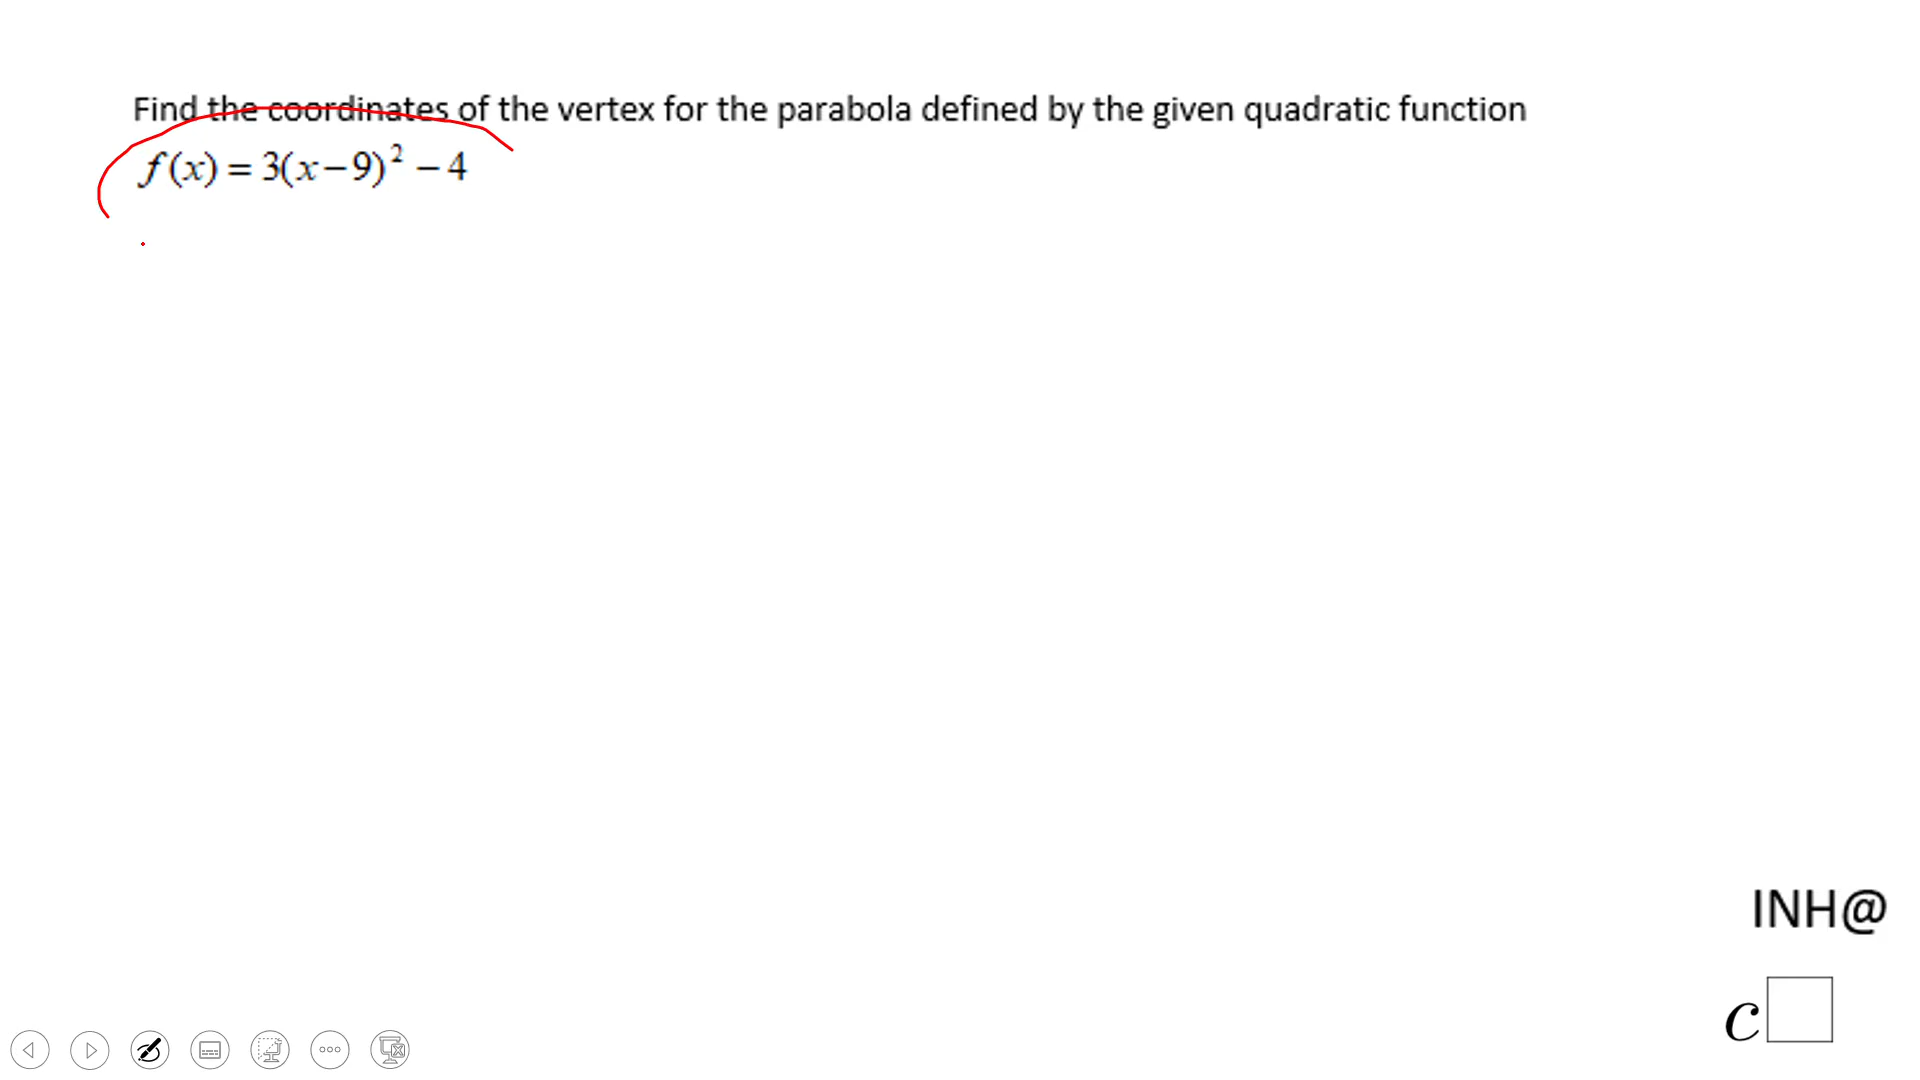 Find the coordinates of the vertex for the parabola defined by the given quadratic function
f(x) = 3(x−9)² − 4
INH@
c